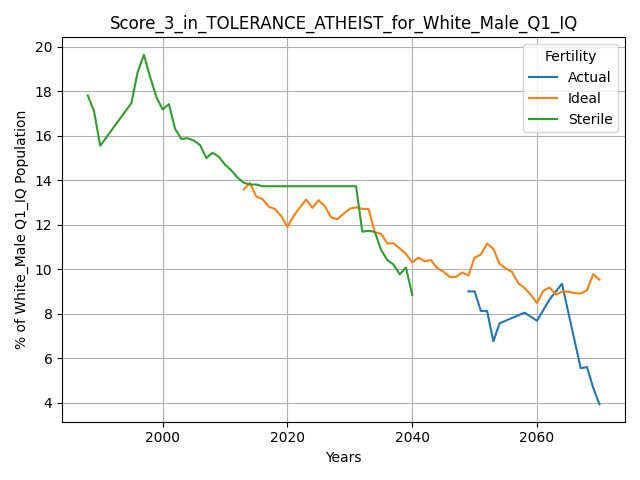 Score_3_in_TOLERANCE_ATHEIST_for_White_Male_Q1_IQ
% of White_Male Q1_IQ Population
20
18
16
14
12
10
8
6
4
Fertility
Actual
Ideal
Sterile
2000
2020
2040
2060
Years